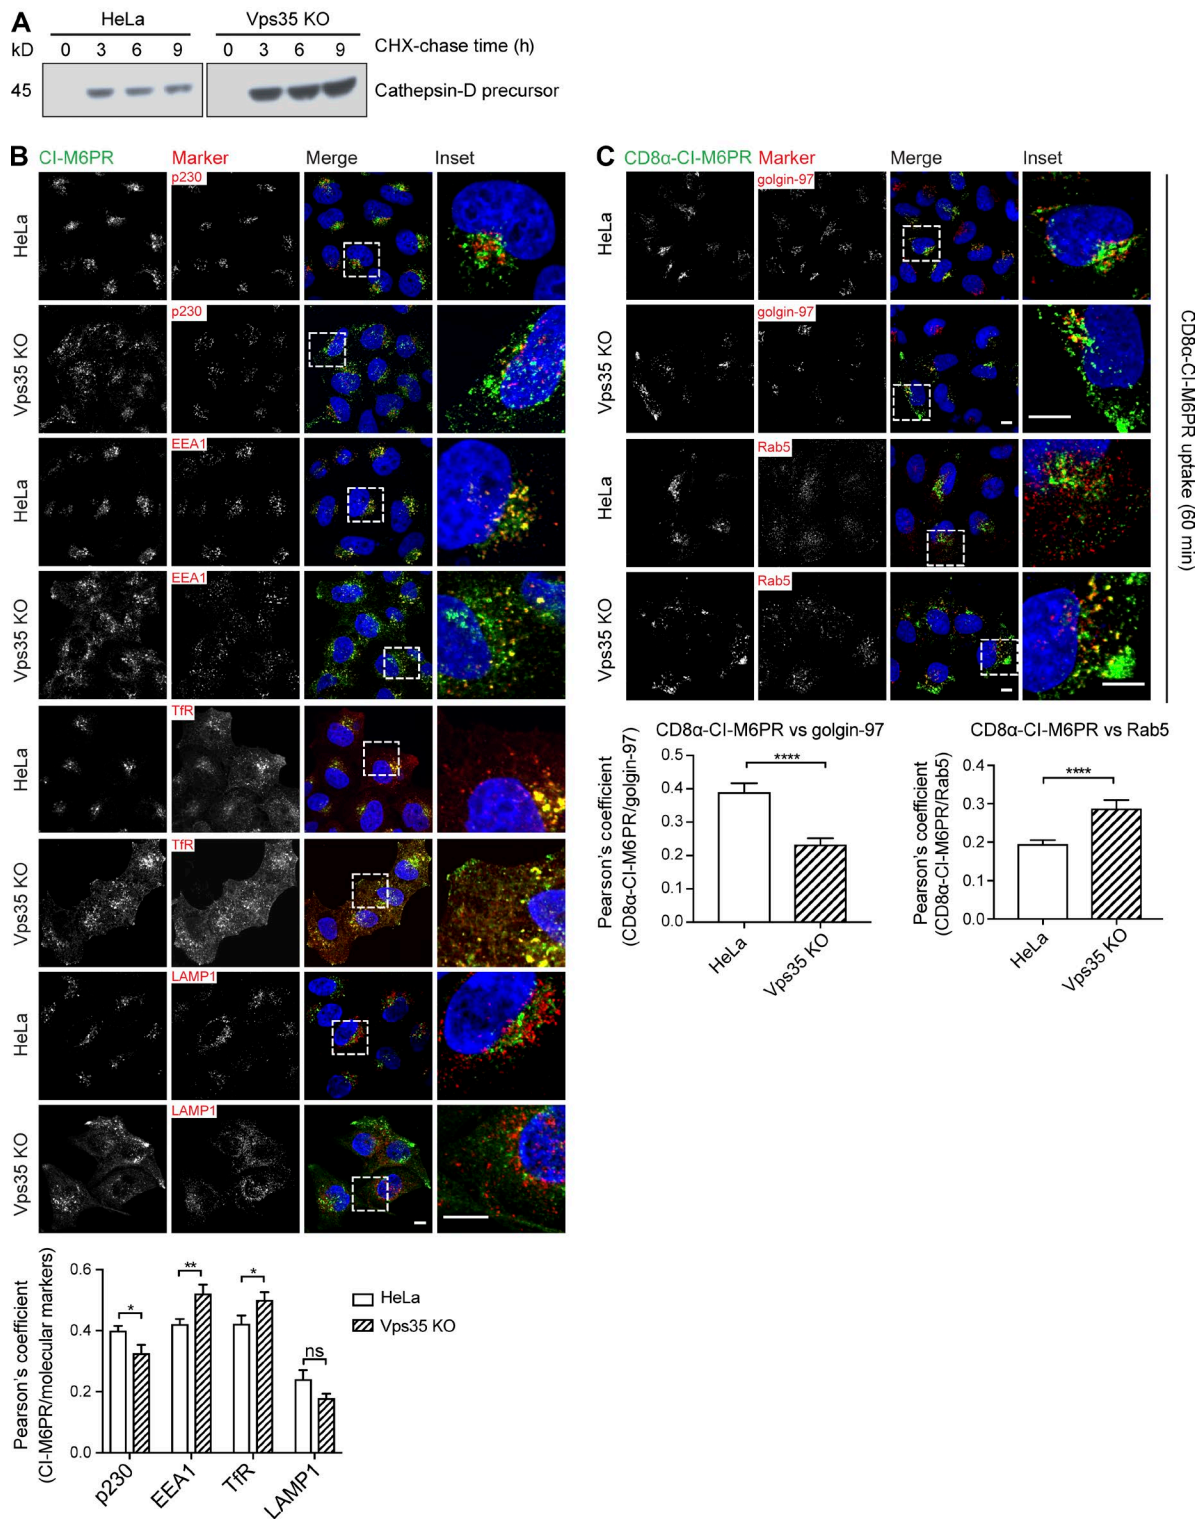 A
HeLa
Vps35 KO
kD
0 3 6 9
0 3 6 9
CHX-chase time (h)
45
Cathepsin-D precursor
B
CI-M6PR Marker Merge Inset
HeLa
p230
Vps35 KO
p230
HeLa
EEA1
Vps35 KO
EEA1
HeLa
TfR
Vps35 KO
TfR
HeLa
LAMP1
Vps35 KO
LAMP1
Pearson's coefficient
(CI-M6PR/molecular markers)
0.6
0.4
0.2
0.0
*
**
*
ns
HeLa
Vps35 KO
p230
EEA1
TfR
LAMP1
C
CD8α-CI-M6PR Marker Merge Inset
HeLa
golgin-97
Vps35 KO
golgin-97
HeLa
Rab5
Vps35 KO
Rab5
CD8α-CI-M6PR uptake (60 min)
CD8α-CI-M6PR vs golgin-97
Pearson's coefficient
(CD8α-CI-M6PR/golgin-97)
0.5
0.4
0.3
0.2
0.1
0.0
****
HeLa
Vps35 KO
CD8α-CI-M6PR vs Rab5
Pearson's coefficient
(CD8α-CI-M6PR/Rab5)
0.4
0.3
0.2
0.1
0.0
****
HeLa
Vps35 KO